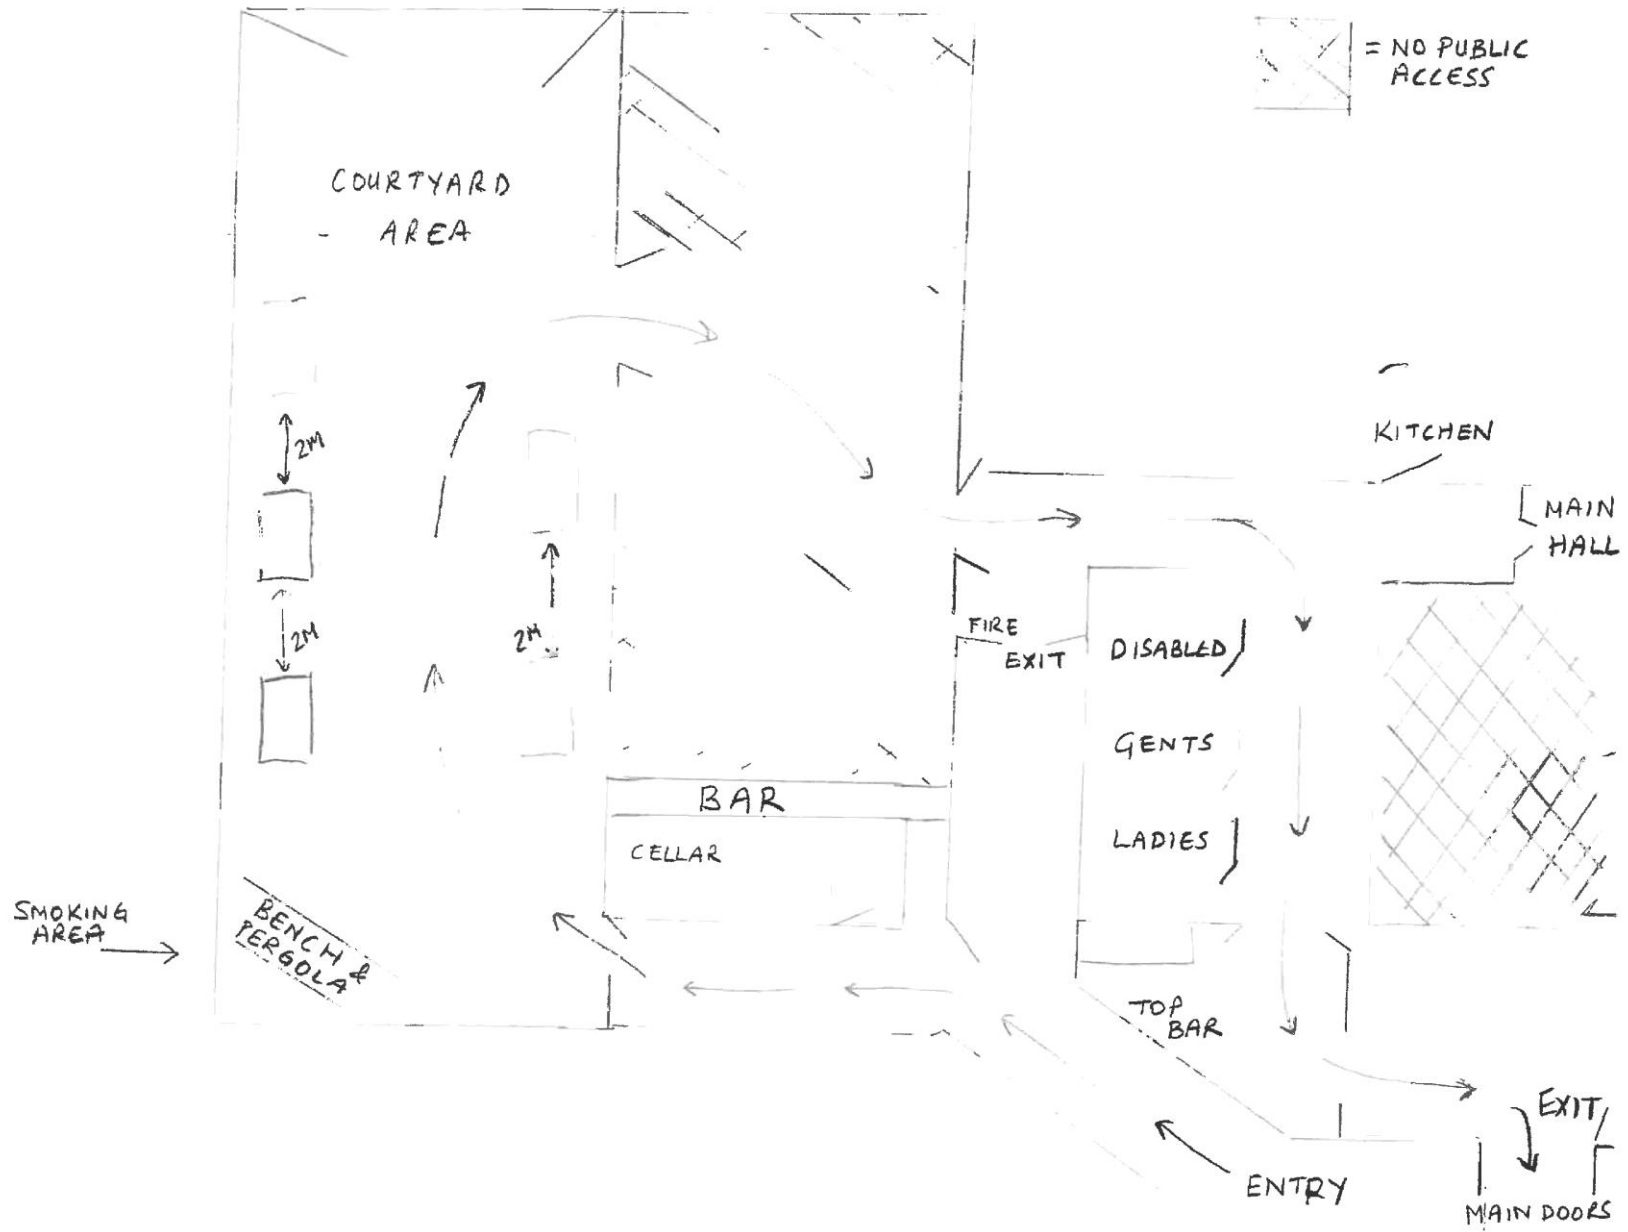 = NO PUBLIC
ACCESS
COURTYARD
AREA
KITCHEN
2M
MAIN
HALL
2M
2M
FIRE
EXIT
DISABLED
GENTS
BAR
LADIES
CELLAR
SMOKING
AREA
BENCH &
PERGOLA
TOP
BAR
EXIT
ENTRY
MAIN DOORS